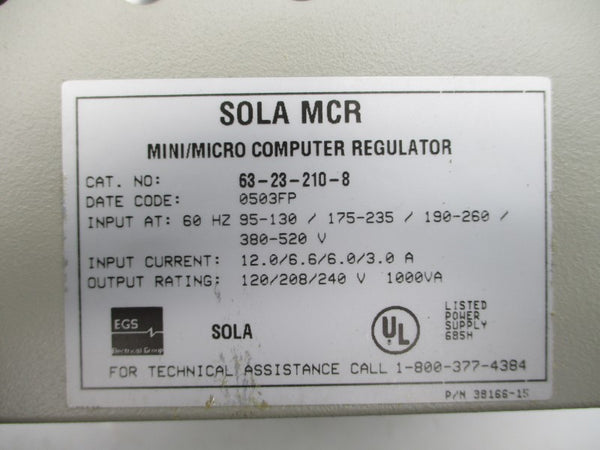 SOLA MCR
MINI/MICRO COMPUTER REGULATOR
CAT. NO: 63-23-210-8
DATE CODE: 0503FP
INPUT AT: 60 HZ 95-130 / 175-235 / 190-260 /
380-520 V
INPUT CURRENT: 12.0/6.6/6.0/3.0 A
OUTPUT RATING: 120/208/240 V 1000VA
EGS
Electrical Group
SOLA
UL
LISTED
POWER
SUPPLY
685H
FOR TECHNICAL ASSISTANCE CALL 1-800-377-4384
P/N 38166-15